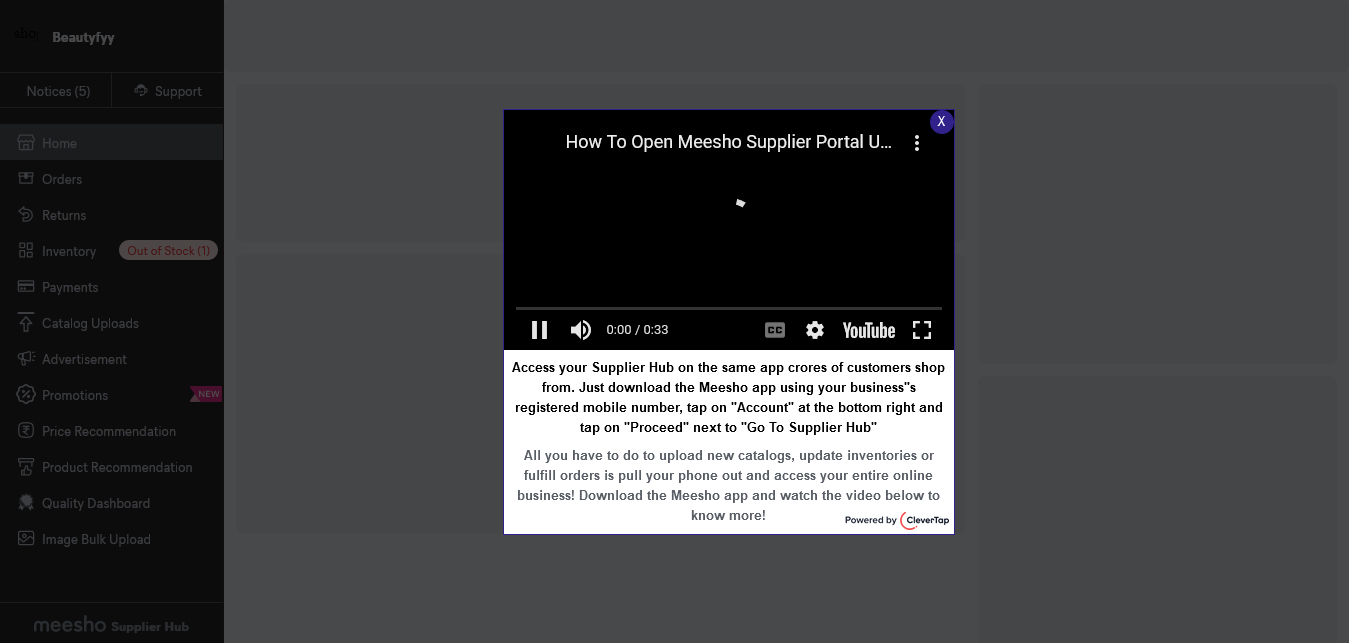 Beautyfyy
Notices (5)
Support
Home
Orders
Returns
Inventory
Out of Stock (1)
Payments
Catalog Uploads
Advertisement
Promotions
NEW
Price Recommendation
Product Recommendation
Quality Dashboard
Image Bulk Upload
meesho Supplier Hub
X
How To Open Meesho Supplier Portal U...
0:00 / 0:33
CC
YouTube
Access your Supplier Hub on the same app crores of customers shop
from. Just download the Meesho app using your business"s
registered mobile number, tap on "Account" at the bottom right and
tap on "Proceed" next to "Go To Supplier Hub"
All you have to do to upload new catalogs, update inventories or
fulfill orders is pull your phone out and access your entire online
business! Download the Meesho app and watch the video below to
know more!
Powered by CleverTap